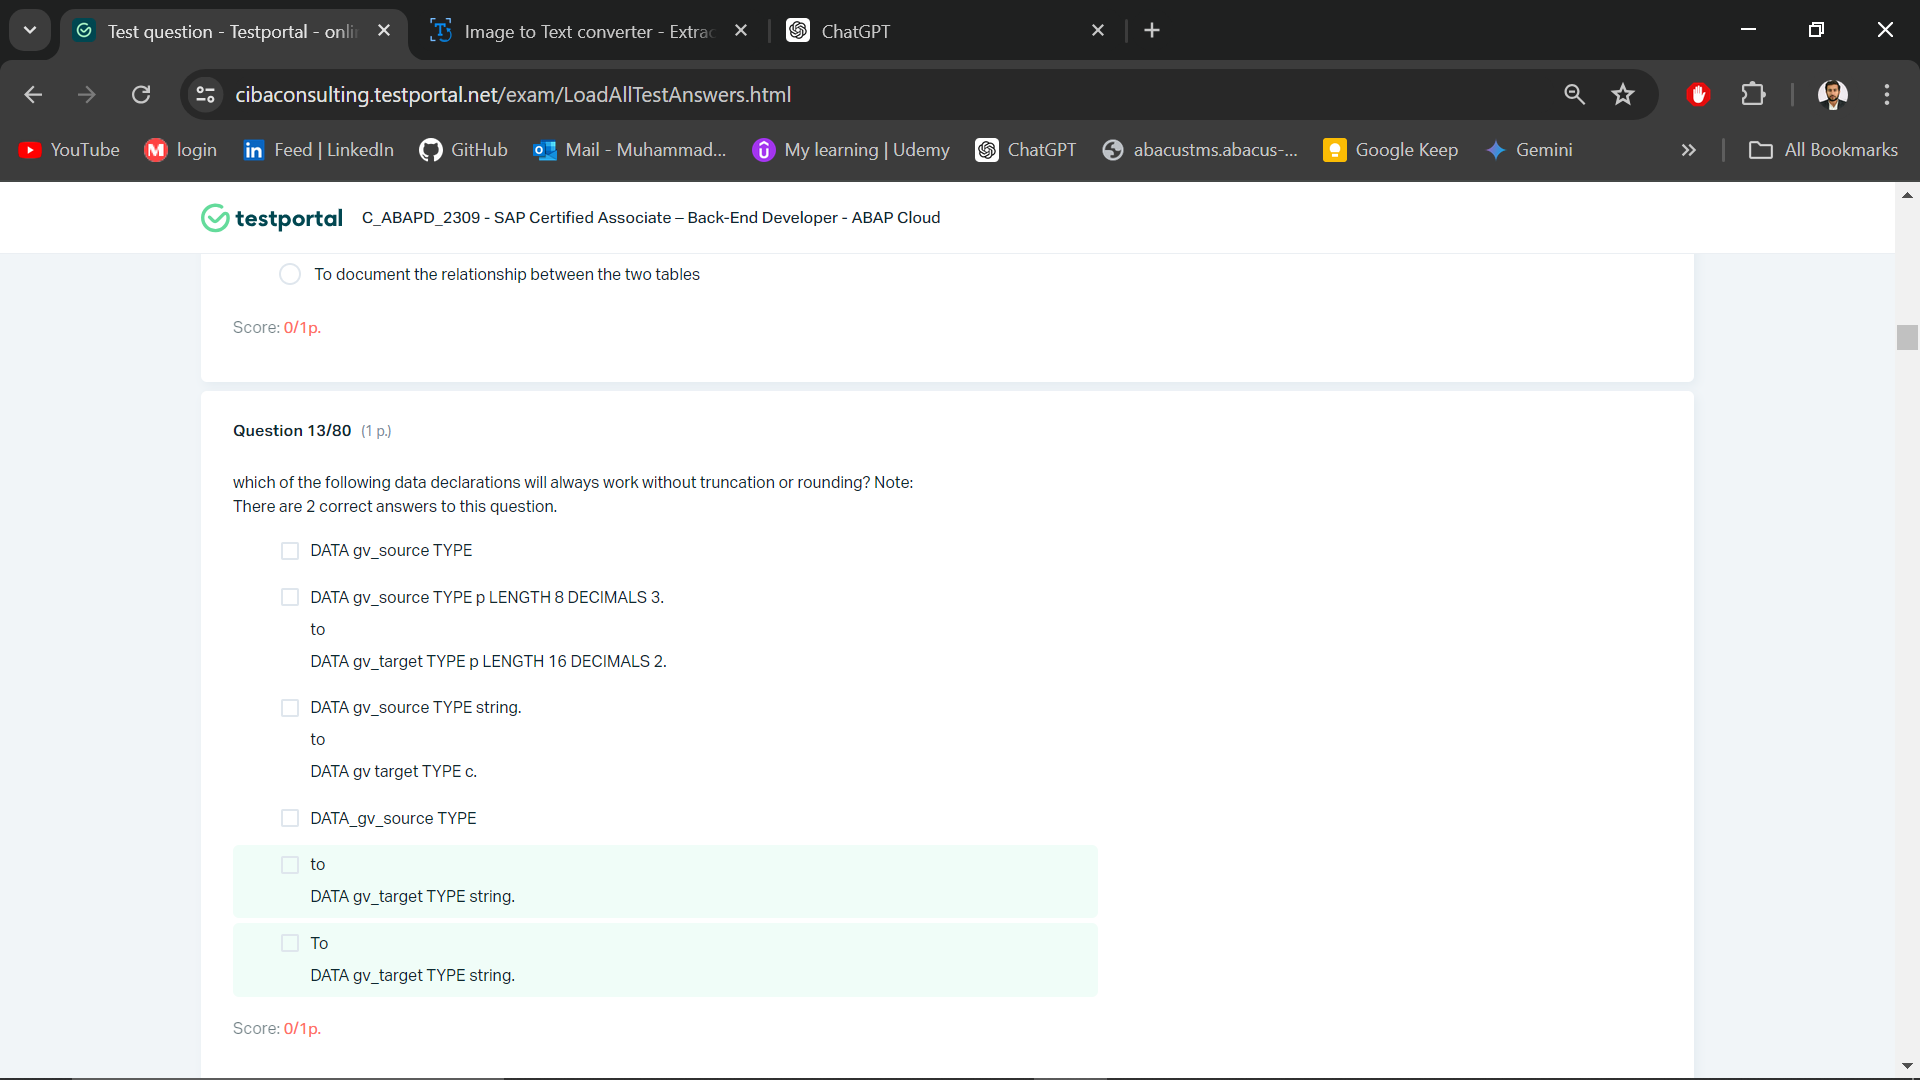 Test question - Testportal - onli
Image to Text converter - Extrac
ChatGPT
cibaconsulting.testportal.net/exam/LoadAllTestAnswers.html
YouTube
login
Feed | LinkedIn
GitHub
Mail - Muhammad...
My learning | Udemy
ChatGPT
abacustms.abacus-...
Google Keep
Gemini
All Bookmarks
testportal C_ABAPD_2309 - SAP Certified Associate – Back-End Developer - ABAP Cloud
To document the relationship between the two tables
Score: 0/1p.
Question 13/80 (1 p.)
which of the following data declarations will always work without truncation or rounding? Note:
There are 2 correct answers to this question.
DATA gv_source TYPE
DATA gv_source TYPE p LENGTH 8 DECIMALS 3.
to
DATA gv_target TYPE p LENGTH 16 DECIMALS 2.
DATA gv_source TYPE string.
to
DATA gv target TYPE c.
DATA_gv_source TYPE
to
DATA gv_target TYPE string.
To
DATA gv_target TYPE string.
Score: 0/1p.